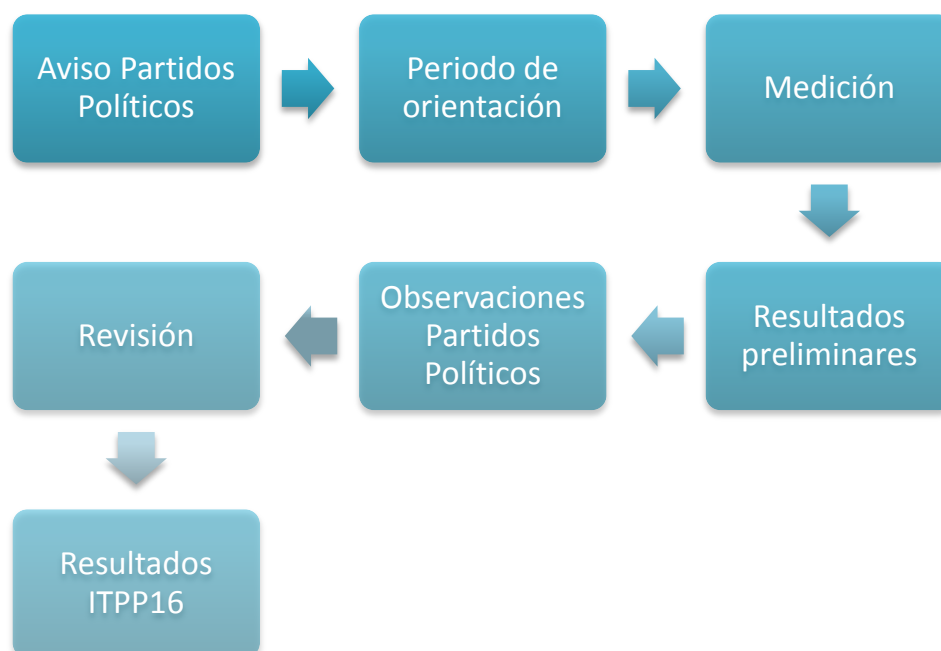 Aviso Partidos
Políticos
Periodo de
orientación
Medición
Resultados
preliminares
Observaciones
Partidos
Políticos
Revisión
Resultados
ITPP16